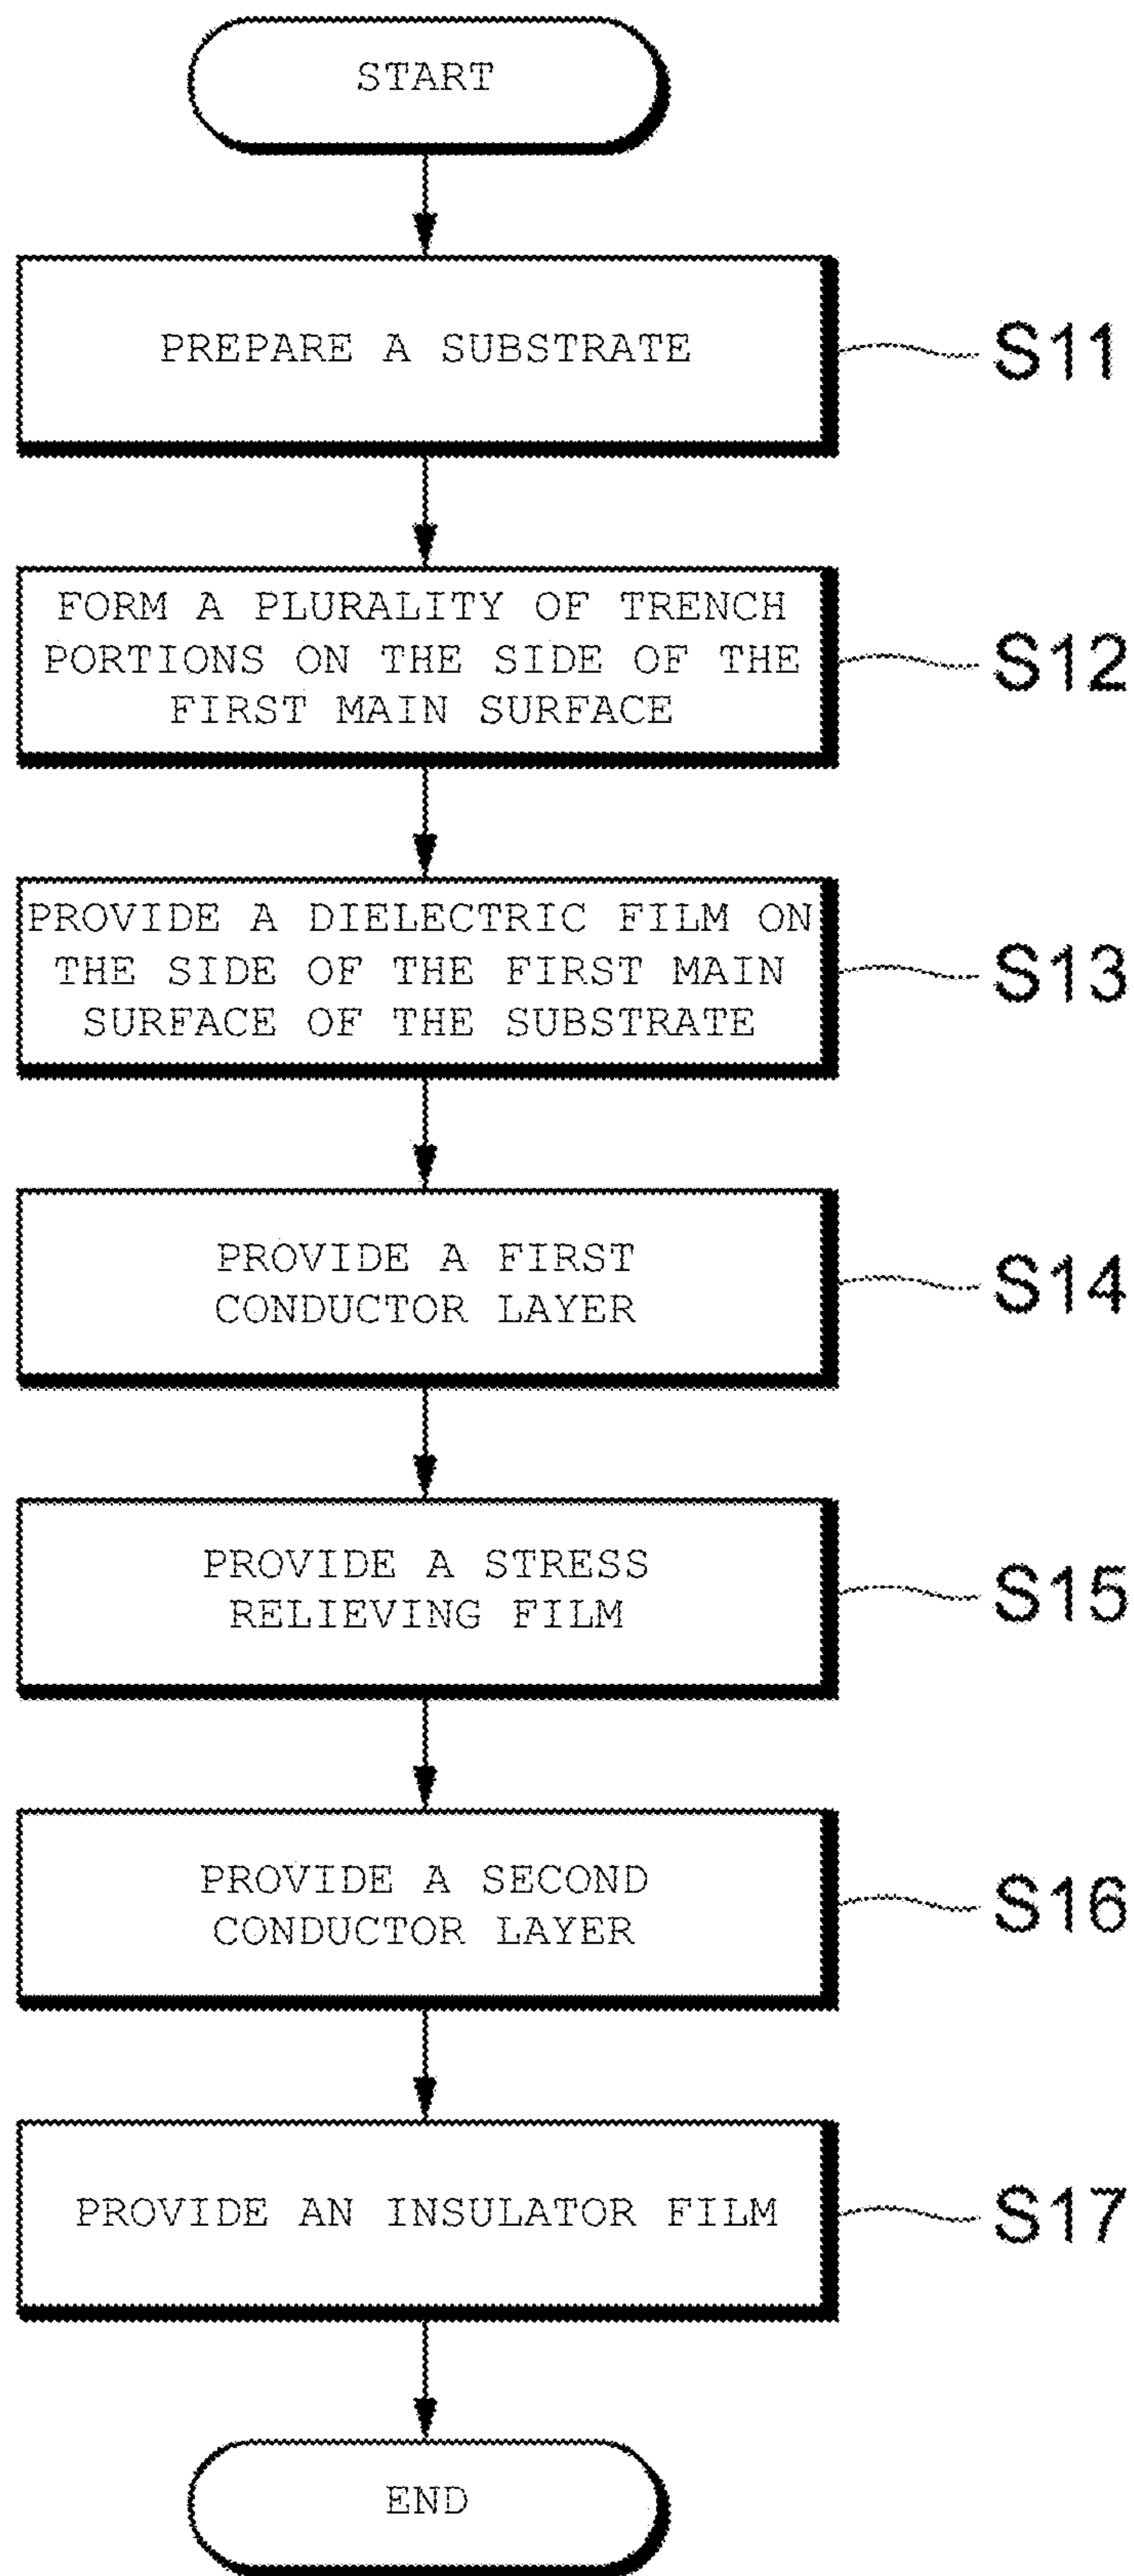 START
PREPARE A SUBSTRATE
S11
FORM A PLURALITY OF TRENCH
PORTIONS ON THE SIDE OF THE
FIRST MAIN SURFACE
S12
PROVIDE A DIELECTRIC FILM ON
THE SIDE OF THE FIRST MAIN
SURFACE OF THE SUBSTRATE
S13
PROVIDE A FIRST
CONDUCTOR LAYER
S14
PROVIDE A STRESS
RELIEVING FILM
S15
PROVIDE A SECOND
CONDUCTOR LAYER
S16
PROVIDE AN INSULATOR FILM
S17
END